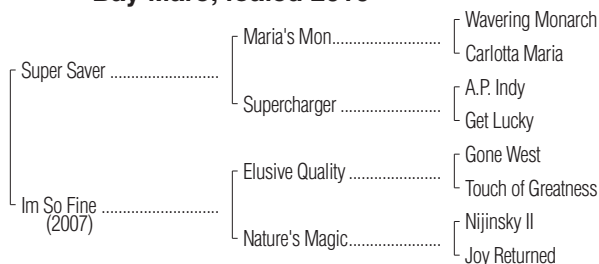 Bay Mare, foaled
Wavering Monarch
Maria's Mon
Carlotta Maria
Super Saver
A.P. Indy
Supercharger
Get Lucky
Gone West
Elusive Quality
Touch of Greatness
Im So Fine
(2007)
Nijinsky II
Nature's Magic
Joy Returned